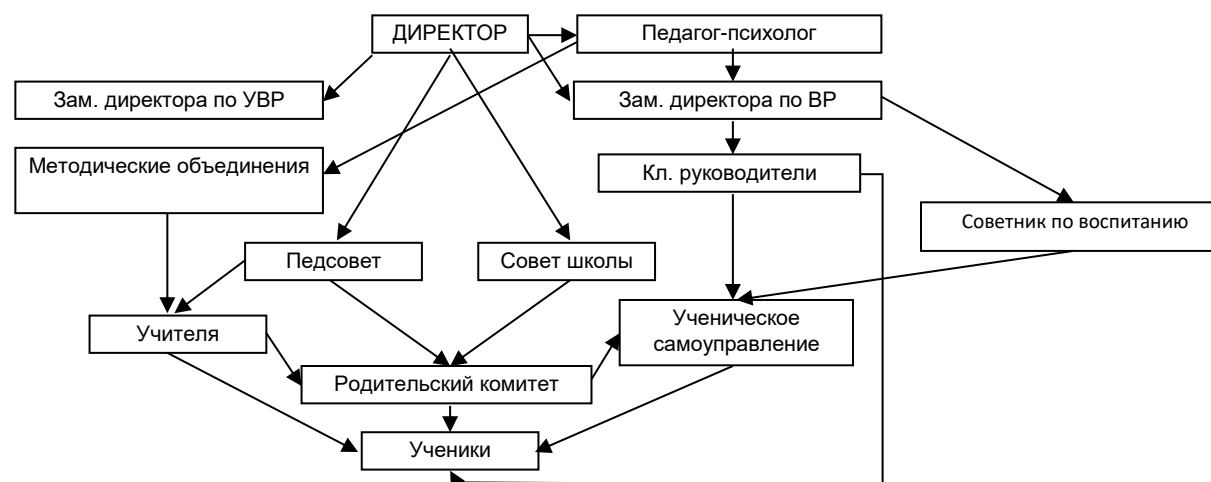 ДИРЕКТОР
Педагог-психолог
Зам. директора по УВР
Зам. директора по ВР
Методические объединения
Кл. руководители
Советник по воспитанию
Педсовет
Совет школы
Учителя
Ученическое
самоуправление
Родительский комитет
Ученики